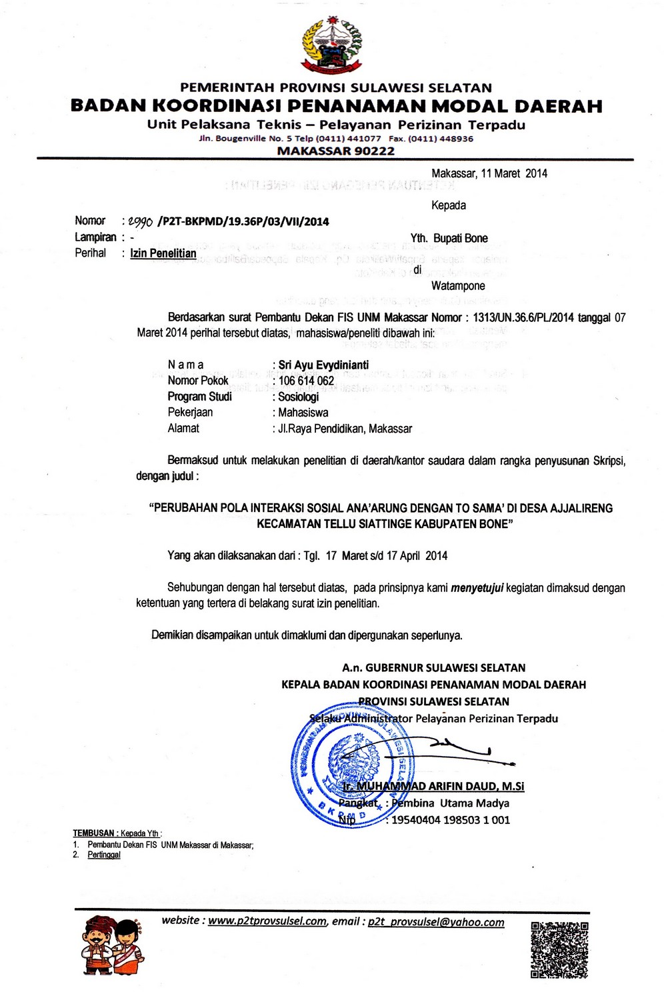 PEMERINTAH PROVINSI SULAWESI SELATAN
BADAN KOORDINASI PENANAMAN MODAL DAERAH
Unit Pelaksana Teknis – Pelayanan Perizinan Terpadu
Jln. Bougenville No. 5 Telp (0411) 441077 Fax. (0411) 448936
MAKASSAR 90222
Makassar, 11 Maret 2014
Kepada
Nomor : 2990 /P2T-BKPMD/19.36P/03/VII/2014
Lampiran : -
Yth. Bupati Bone
Perihal : Izin Penelitian
di
Watampone
Berdasarkan surat Pembantu Dekan FIS UNM Makassar Nomor : 1313/UN.36.6/PL/2014 tanggal 07
Maret 2014 perihal tersebut diatas, mahasiswa/peneliti dibawah ini:
N a m a : Sri Ayu Evydinianti
Nomor Pokok : 106 614 062
Program Studi : Sosiologi
Pekerjaan : Mahasiswa
Alamat : Jl.Raya Pendidikan, Makassar
Bermaksud untuk melakukan penelitian di daerah/kantor saudara dalam rangka penyusunan Skripsi,
dengan judul :
“PERUBAHAN POLA INTERAKSI SOSIAL ANA’ARUNG DENGAN TO SAMA’ DI DESA AJJALIRENG
KECAMATAN TELLU SIATTINGE KABUPATEN BONE”
Yang akan dilaksanakan dari : Tgl. 17 Maret s/d 17 April 2014
Sehubungan dengan hal tersebut diatas, pada prinsipnya kami menyetujui kegiatan dimaksud dengan
ketentuan yang tertera di belakang surat izin penelitian.
Demikian disampaikan untuk dimaklumi dan dipergunakan seperlunya.
A.n. GUBERNUR SULAWESI SELATAN
KEPALA BADAN KOORDINASI PENANAMAN MODAL DAERAH
PROVINSI SULAWESI SELATAN
Selaku Administrator Pelayanan Perizinan Terpadu
PEMERINTAH PROVINSI SULAWESI SELATAN
BKPMD
Ir. MUHAMMAD ARIFIN DAUD, M.Si
Pangkat : Pembina Utama Madya
Nip : 19540404 198503 1 001
TEMBUSAN : Kepada Yth :
1. Pembantu Dekan FIS UNM Makassar di Makassar;
2. Pertinggal
website : www.p2tprovsulsel.com, email : p2t_provsulsel@yahoo.com